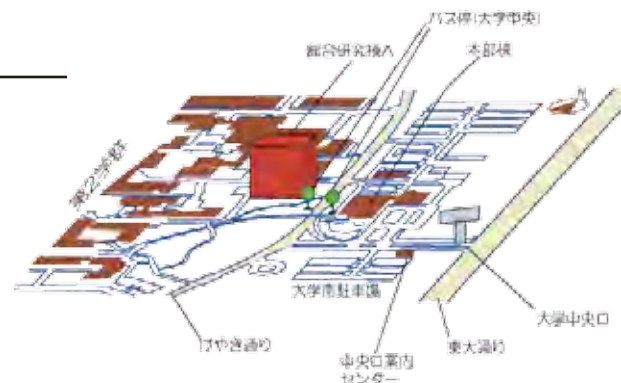 バス停(大学中央)
総合研究棟A
本部棟
N
第2学群
大学南駐車場
けやき通り
中央口案内
センター
東大通り
大学中央口